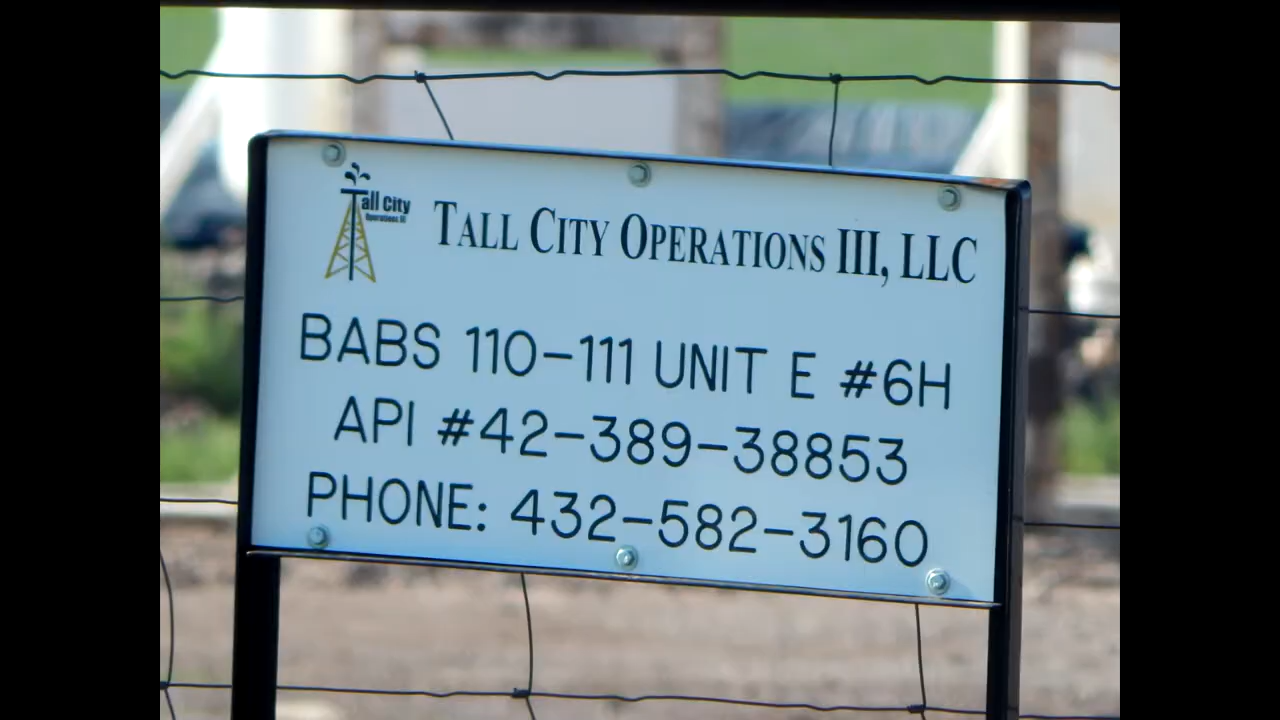 Tall City
Operations III
TALL CITY OPERATIONS III, LLC
BABS 110-111 UNIT E #6H
API #42-389-38853
PHONE: 432-582-3160